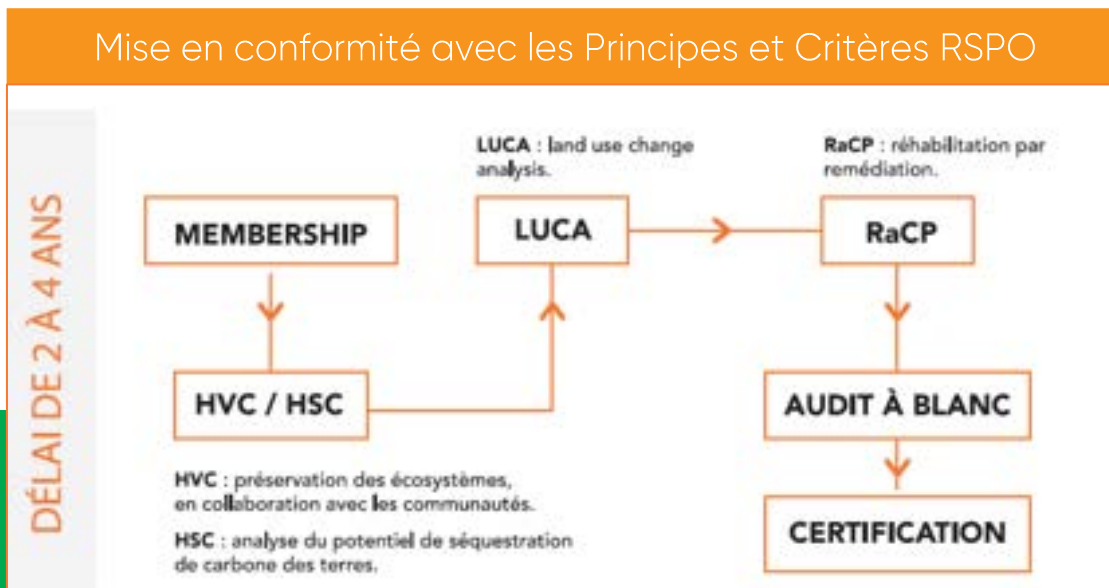 Mise en conformité avec les Principes et Critères RSPO
DÉLAI DE 2 À 4 ANS
MEMBERSHIP
HVC / HSC
HVC : préservation des écosystèmes,
en collaboration avec les communautés.
HSC : analyse du potentiel de séquestration
de carbone des terres.
LUCA : land use change
analysis.
LUCA
RaCP : réhabilitation par
remédiation.
RaCP
AUDIT À BLANC
CERTIFICATION